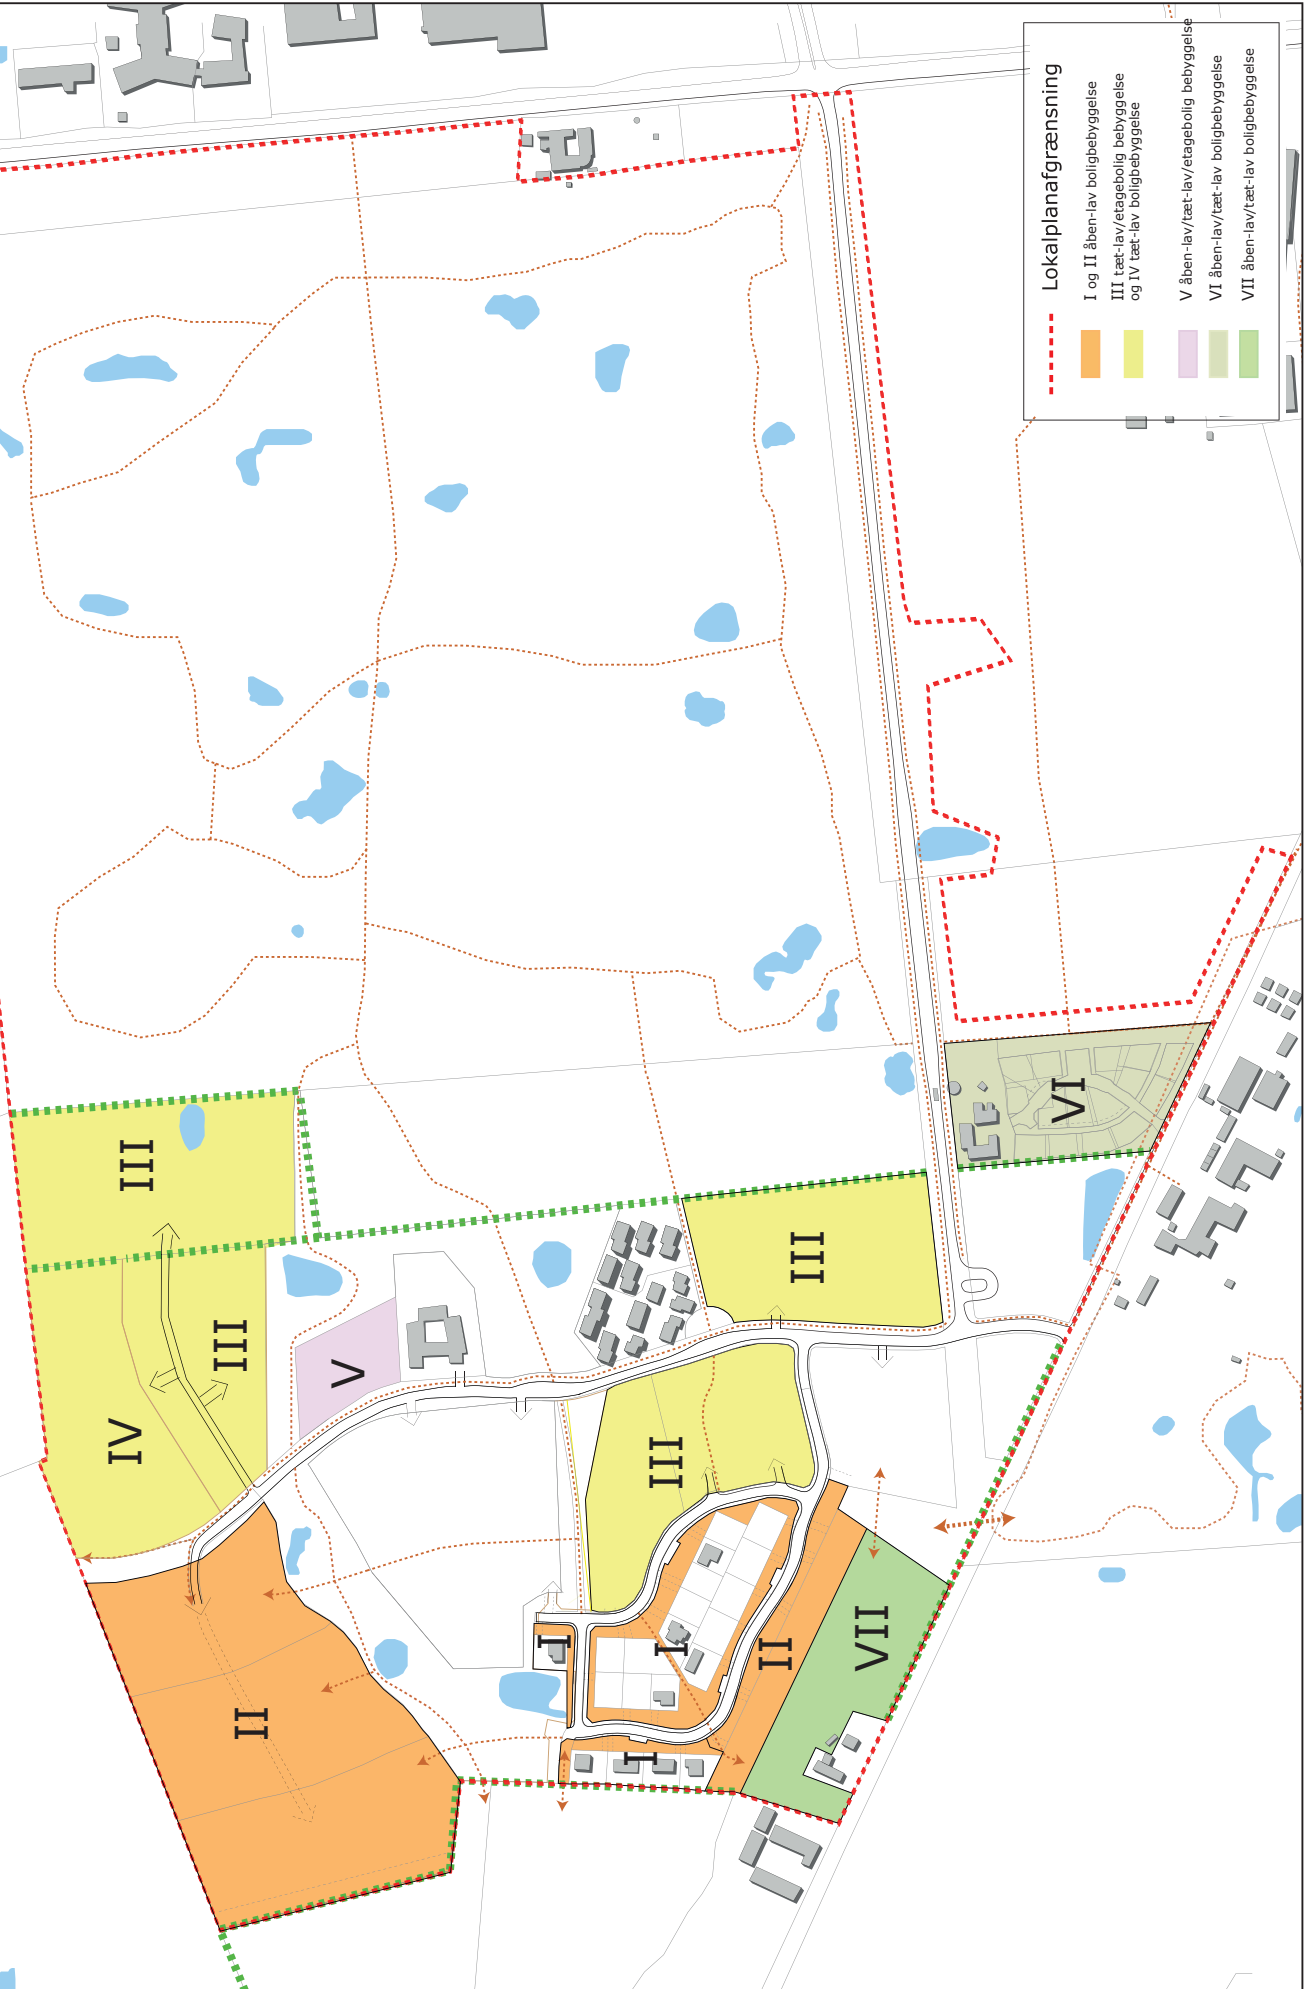 Lokalplanafgrænsning
I og II åben-lav boligbebyggelse
III tæt-lav/etagebolig bebyggelse
og IV tæt-lav boligbebyggelse
V åben-lav/tæt-lav/etagebolig bebyggelse
VI åben-lav/tæt-lav boligbebyggelse
VII åben-lav/tæt-lav boligbebyggelse
III
IV
III
V
III
III
VI
II
I
I
I
II
VII